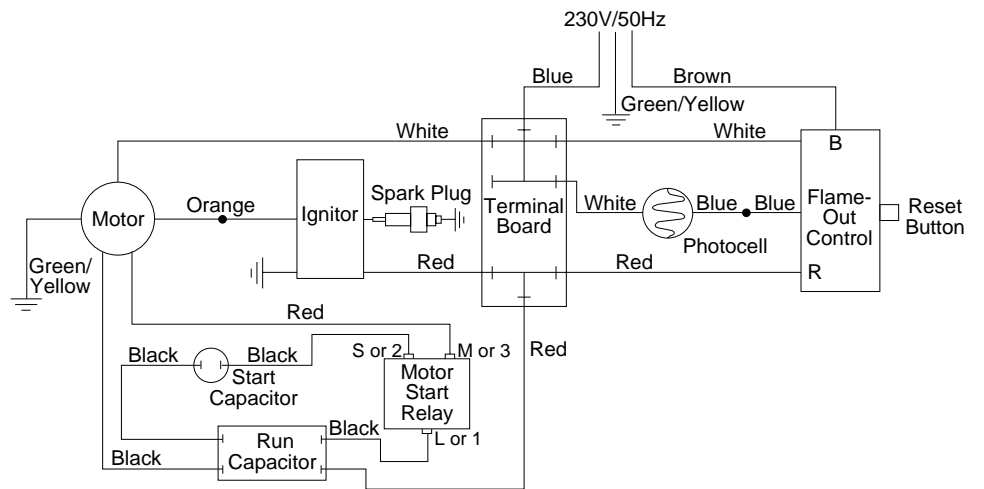 230V/50Hz
Blue
Brown
Green/Yellow
White
White
B
Motor
Orange
Ignitor
Spark Plug
Terminal
Board
White
Photocell
Blue
Blue
Flame-
Out
Control
Reset
Button
Green/
Yellow
Red
Red
R
Red
Black
Black
Start
Capacitor
S or 2
M or 3
Red
Motor
Start
Relay
L or 1
Black
Run
Capacitor
Black